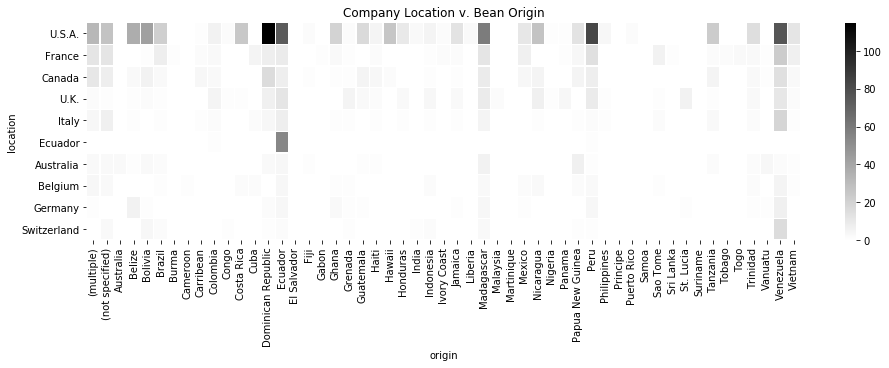 Company Location v. Bean Origin
location
U.S.A.
France
Canada
U.K.
Italy
Ecuador
Australia
Belgium
Germany
Switzerland
(multiple)
(not specified)
Australia
Belize
Bolivia
Brazil
Burma
Cameroon
Carribean
Colombia
Congo
Costa Rica
Cuba
Dominican Republic
Ecuador
El Salvador
Fiji
Gabon
Ghana
Grenada
Guatemala
Haiti
Hawaii
Honduras
India
Indonesia
Ivory Coast
Jamaica
Liberia
Madagascar
Malaysia
Martinique
Mexico
Nicaragua
Nigeria
Panama
Papua New Guinea
Peru
Philippines
Principe
Puerto Rico
Samoa
Sao Tome
Sri Lanka
St. Lucia
Suriname
Tanzania
Tobago
Togo
Trinidad
Vanuatu
Venezuela
Vietnam
origin
100
80
60
40
20
0